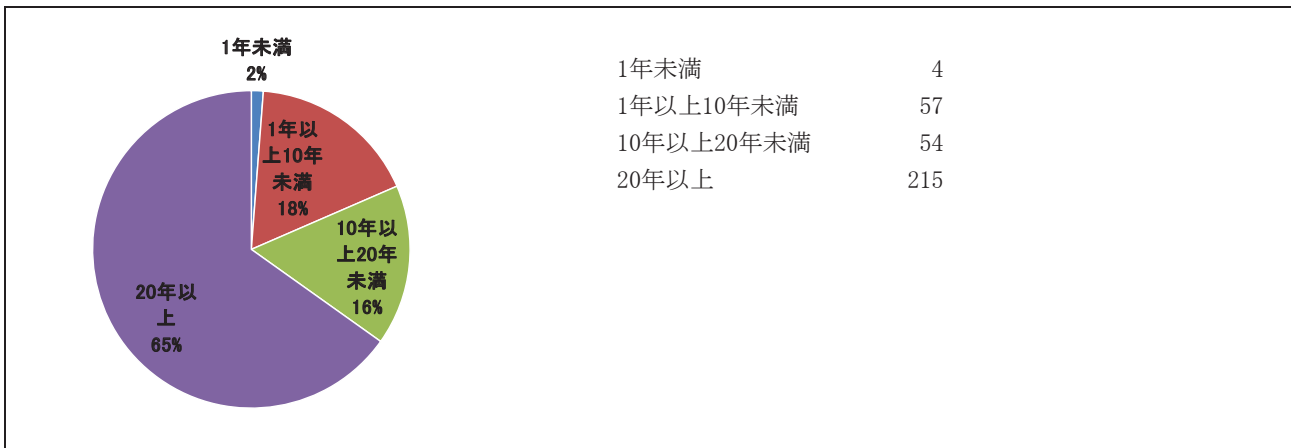 1年未満
2%
1年以
上10年
未満
18%
10年以
上20年
未満
16%
20年以
上
65%
1年未満 4
1年以上10年未満 57
10年以上20年未満 54
20年以上 215